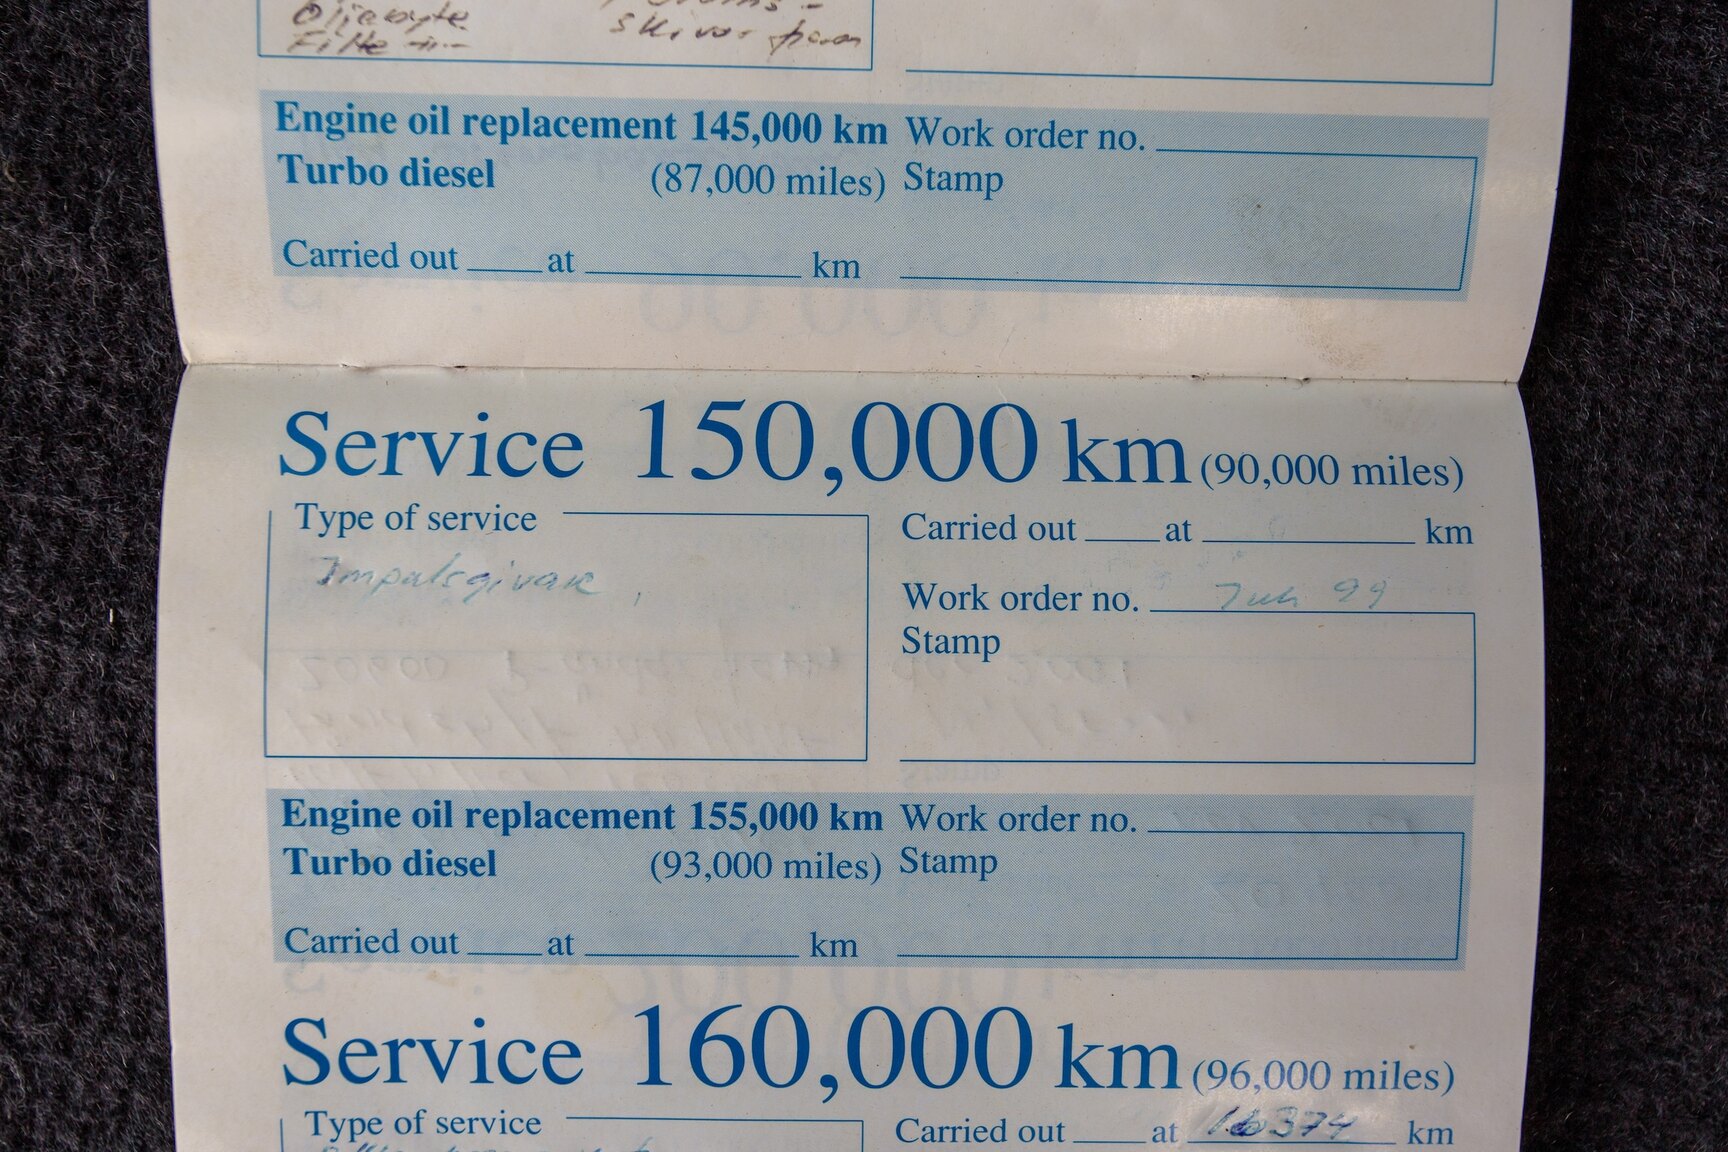 Oljebyte
Filter
skivor fram
Engine oil replacement 145,000 km Work order no.
Turbo diesel (87,000 miles) Stamp
Carried out at km
Service 150,000 km (90,000 miles)
Type of service
Carried out at km
Impulsgivare
Work order no. Juli 99
Stamp
Engine oil replacement 155,000 km Work order no.
Turbo diesel (93,000 miles) Stamp
Carried out at km
Service 160,000 km (96,000 miles)
Type of service
Carried out at 16374 km